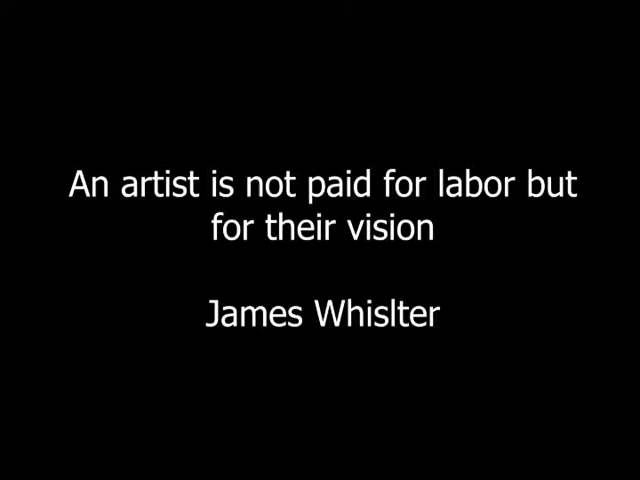 An artist is not paid for labor but
for their vision
James Whislter